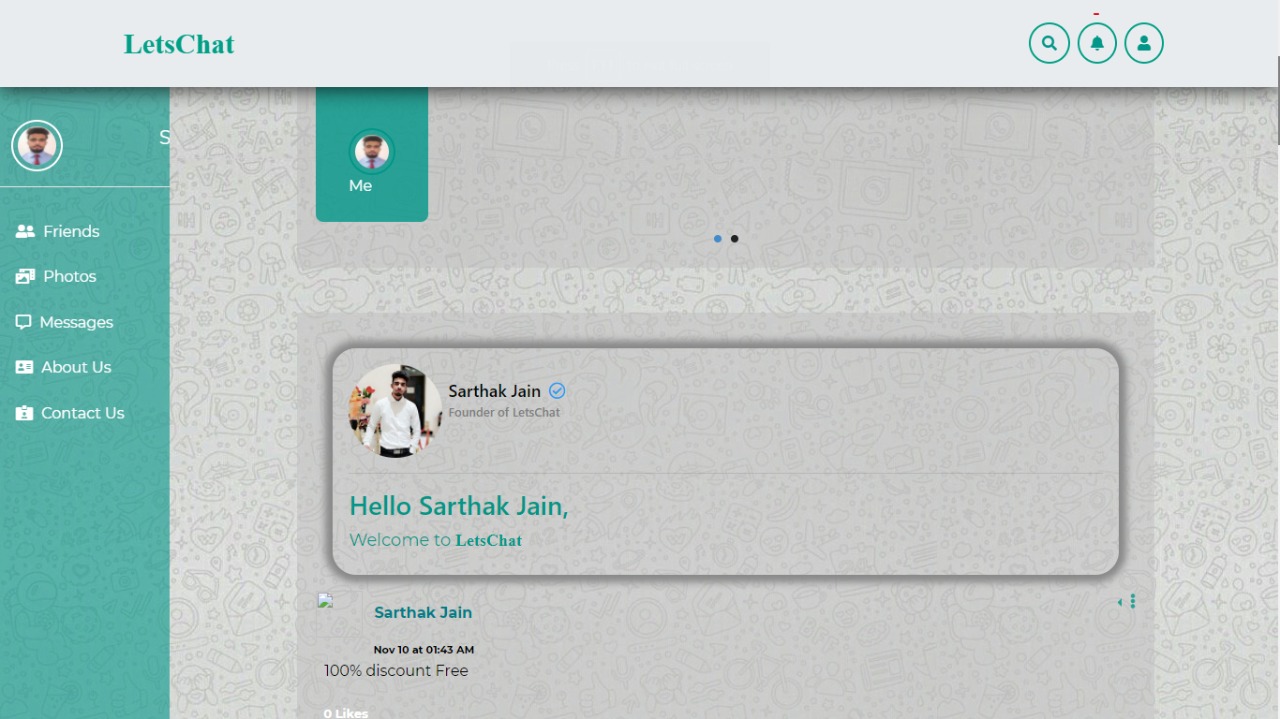 LetsChat
S
Me
Friends
Photos
Messages
About Us
Contact Us
Sarthak Jain
Founder of LetsChat
Hello Sarthak Jain,
Welcome to LetsChat
Sarthak Jain
Nov 10 at 01:43 AM
100% discount Free
0 Likes